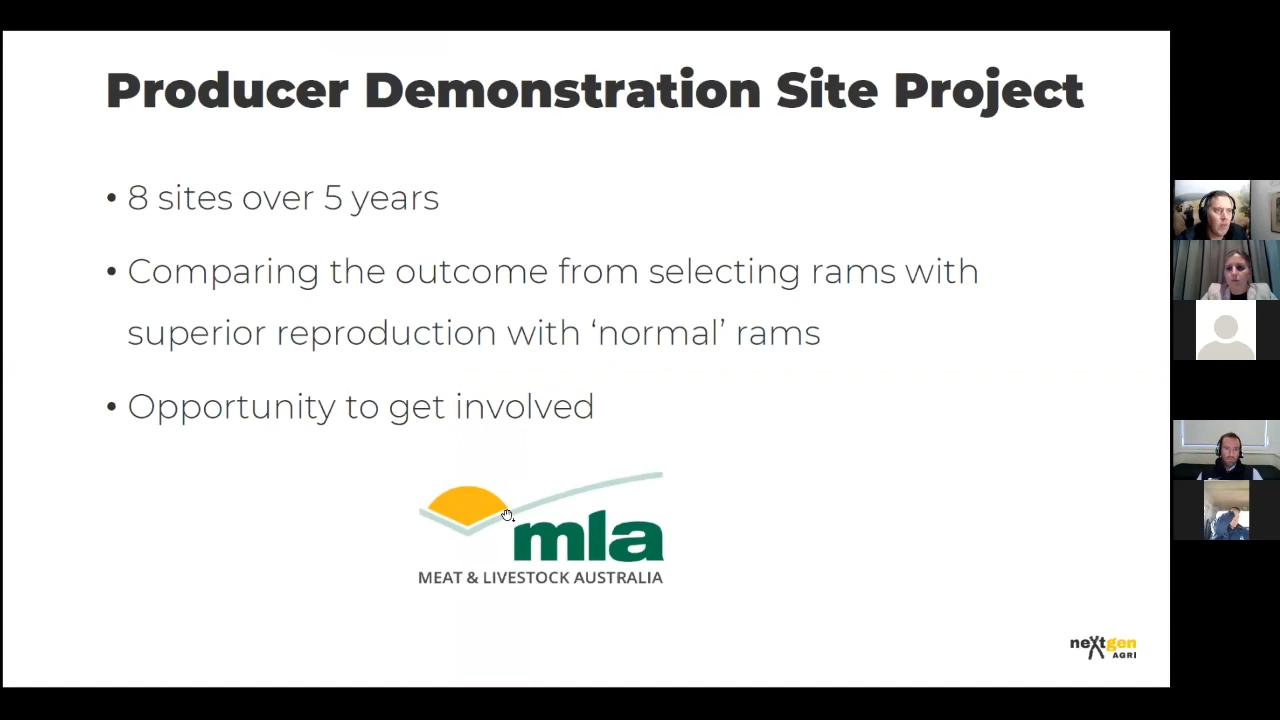 Producer Demonstration Site Project
• 8 sites over 5 years
• Comparing the outcome from selecting rams with
superior reproduction with ‘normal’ rams
• Opportunity to get involved
mla
MEAT & LIVESTOCK AUSTRALIA
nextgen
AGRI